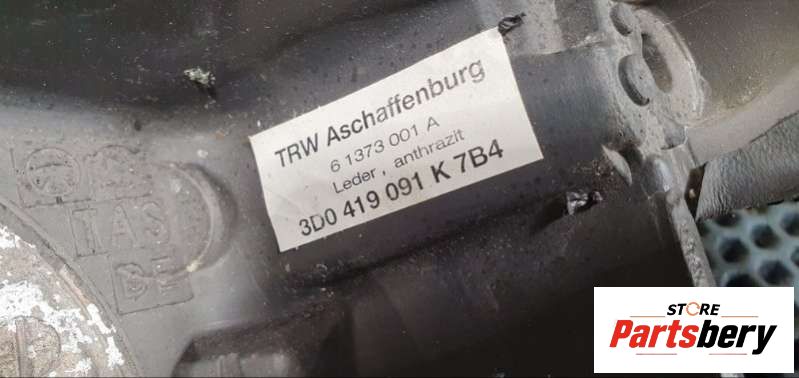 TRW Aschaffenburg
6 1373 001 A
Leder, anthrazit
3D0 419 091 K 7B4
STORE
Partsbery